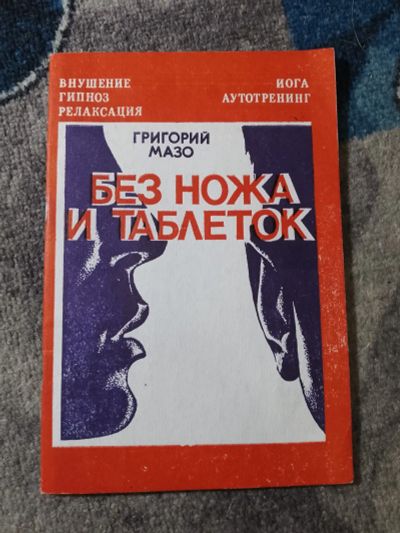 ВНУШЕНИЕ
ГИПНОЗ
РЕЛАКСАЦИЯ
ИОГА
АУТОТРЕНИНГ
ГРИГОРИЙ
МАЗО
БЕЗ НОЖА
И ТАБЛЕТОК